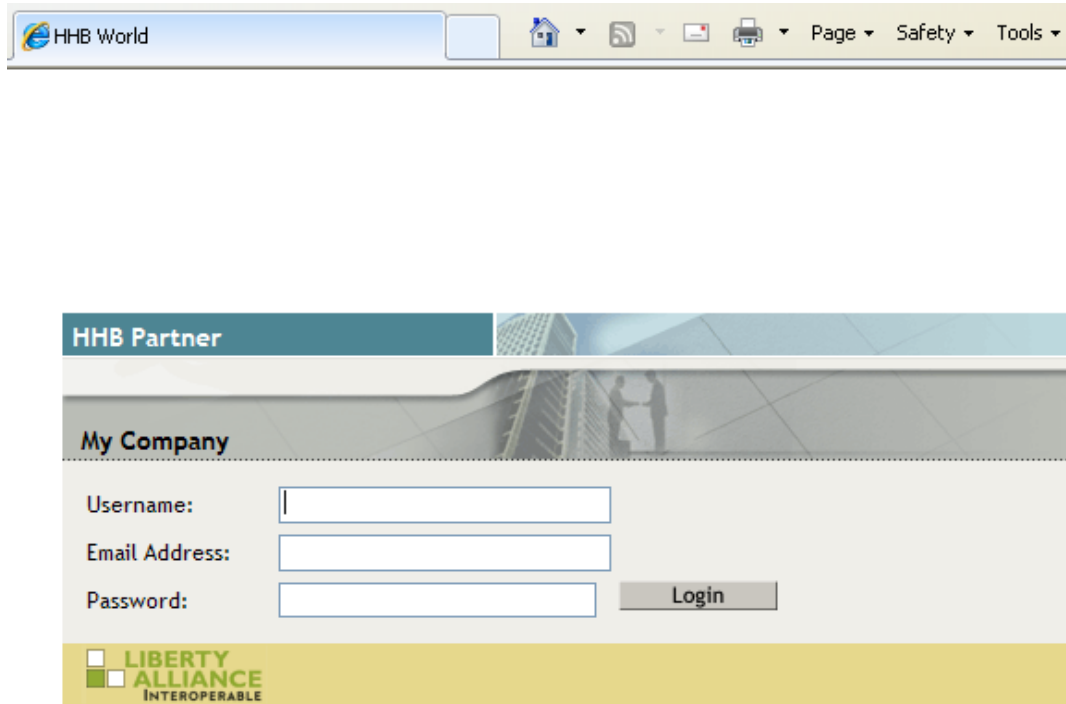 HHB World
Page Safety Tools
HHB Partner
My Company
Username:
Email Address:
Password:
Login
LIBERTY
ALLIANCE
INTEROPERABLE